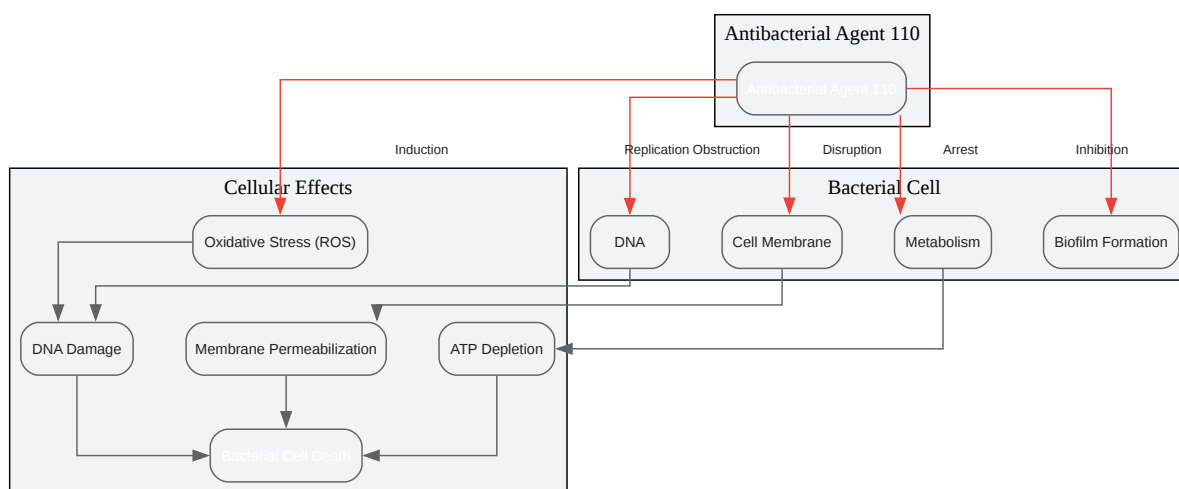 Antibacterial Agent 110
Antibacterial Agent 110
Induction
Replication Obstruction
Disruption
Arrest
Inhibition
Cellular Effects
Bacterial Cell
Oxidative Stress (ROS)
DNA
Cell Membrane
Metabolism
Biofilm Formation
DNA Damage
Membrane Permeabilization
ATP Depletion
Bacterial Cell Death